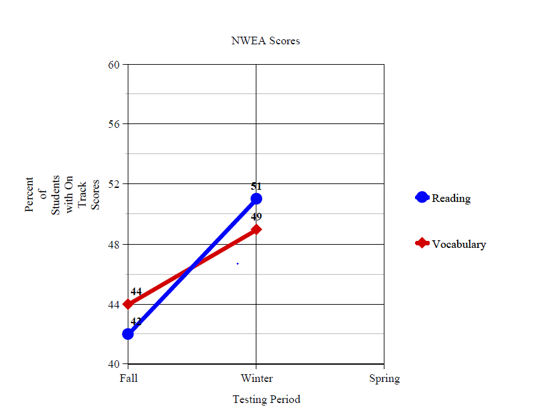 NWEA Scores
60
56
52
48
44
40
Percent
of
Students
with On
Track
Scores
51
49
44
42
Reading
Vocabulary
Fall
Winter
Spring
Testing Period